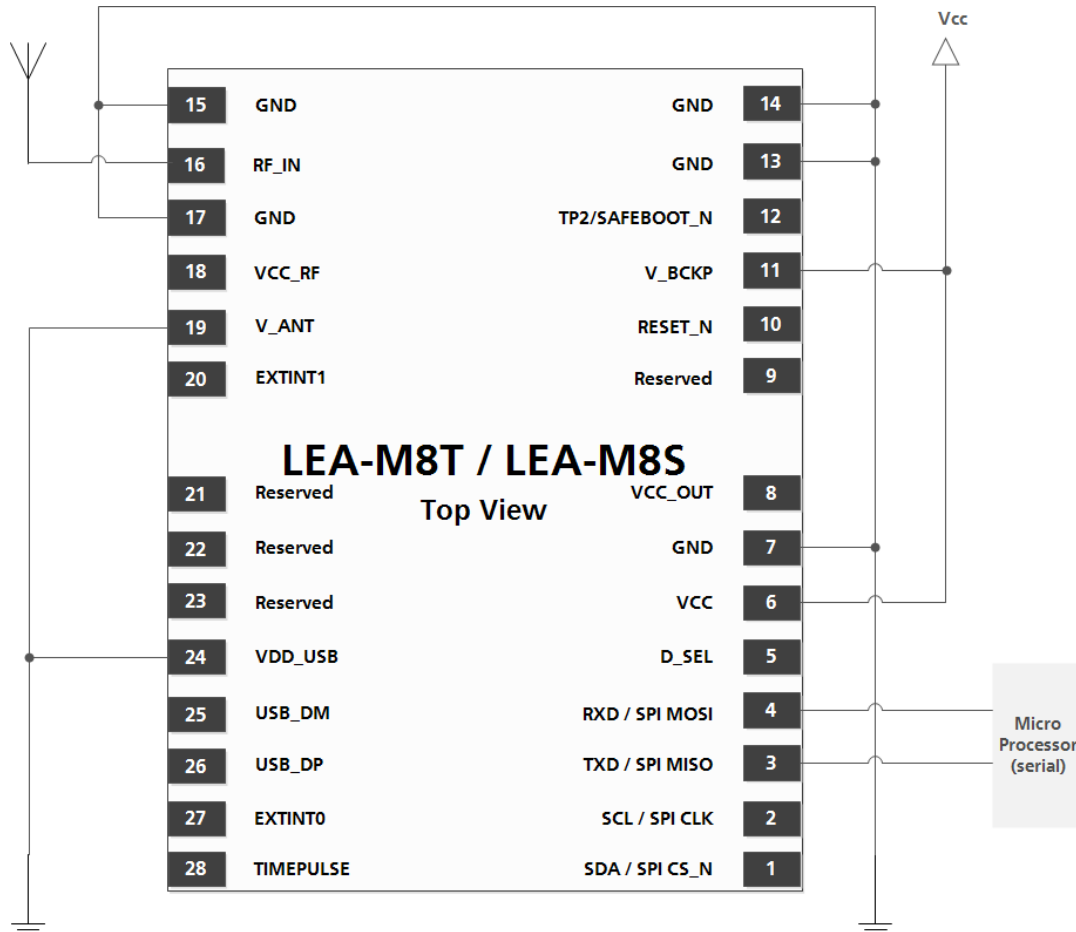 Vcc
15 GND GND 14
16 RF_IN GND 13
17 GND TP2/SAFEBOOT_N 12
18 VCC_RF V_BCKP 11
19 V_ANT RESET_N 10
20 EXTINT1 Reserved 9
LEA-M8T / LEA-M8S
21 Reserved VCC_OUT 8
Top View
22 Reserved GND 7
23 Reserved VCC 6
24 VDD_USB D_SEL 5
25 USB_DM RXD / SPI MOSI 4
Micro
Processor
(serial)
26 USB_DP TXD / SPI MISO 3
27 EXTINT0 SCL / SPI CLK 2
28 TIMEPULSE SDA / SPI CS_N 1